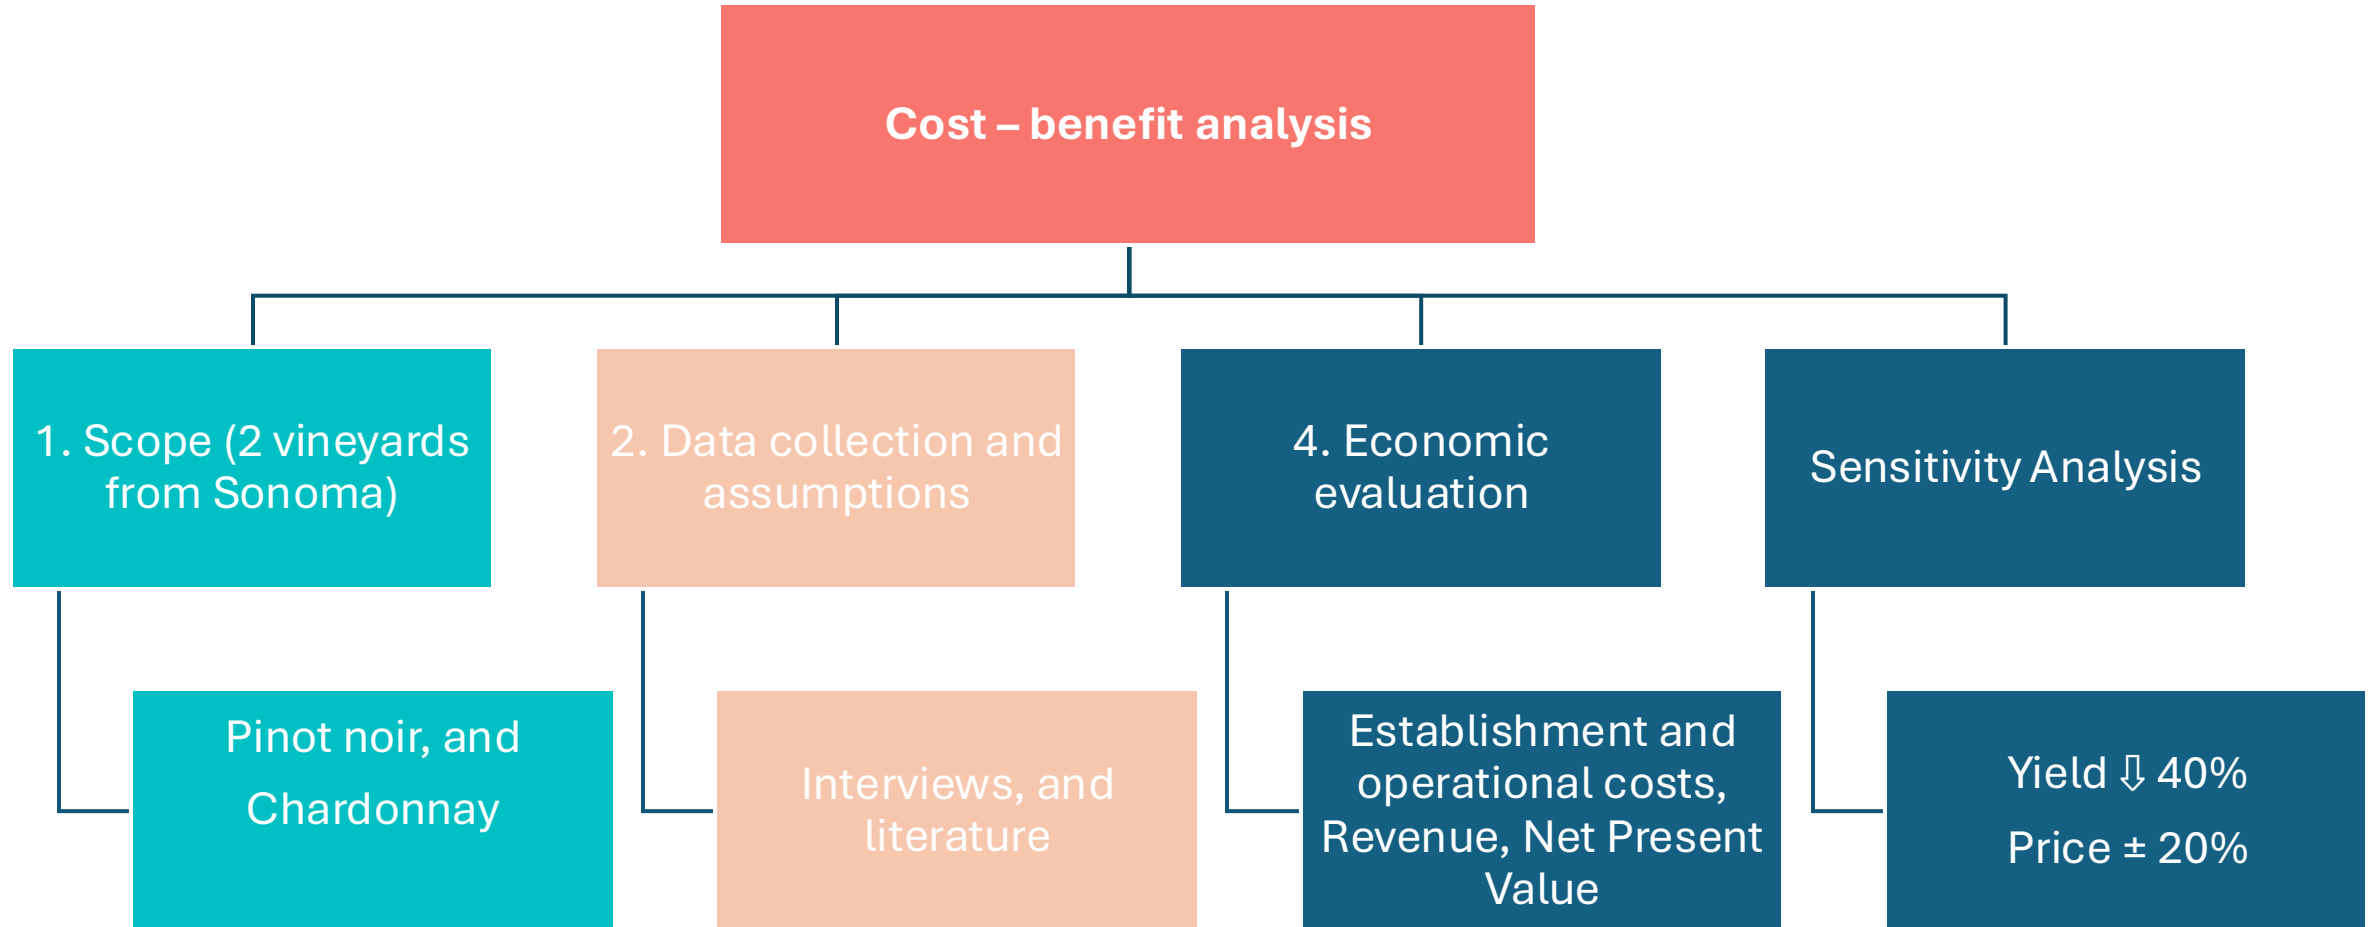 Cost – benefit analysis
1. Scope (2 vineyards
from Sonoma)
2. Data collection and
assumptions
4. Economic
evaluation
Sensitivity Analysis
Pinot noir, and
Chardonnay
Interviews, and
literature
Establishment and
operational costs,
Revenue, Net Present
Value
Yield ⇩ 40%
Price ± 20%